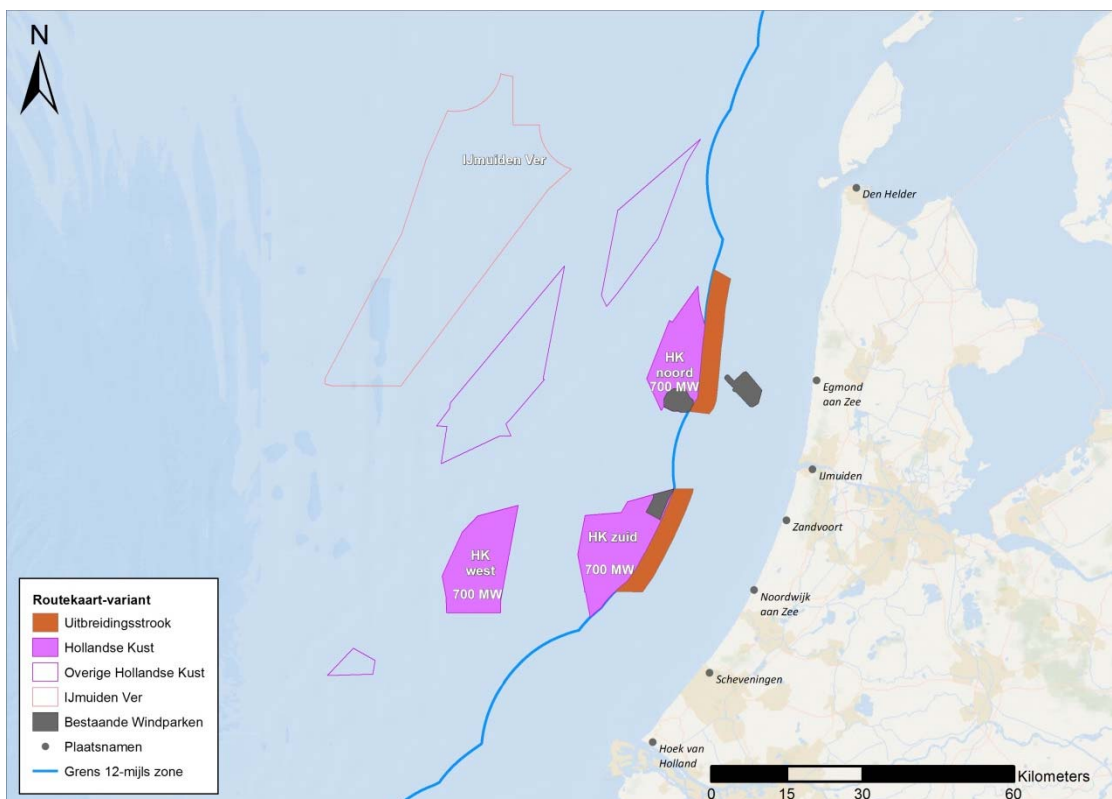 N
IJmuiden Ver
Den Helder
HK
noord
700 MW
Egmond
aan Zee
IJmuiden
Zandvoort
HK zuid
700 MW
HK
west
700 MW
Noordwijk
aan Zee
Scheveningen
Hoek van
Holland
Routekaart-variant
Uitbreidingsstrook
Hollandse Kust
Overige Hollandse Kust
IJmuiden Ver
Bestaande Windparken
Plaatsnamen
Grens 12-mijls zone
Kilometers
0 15 30 60